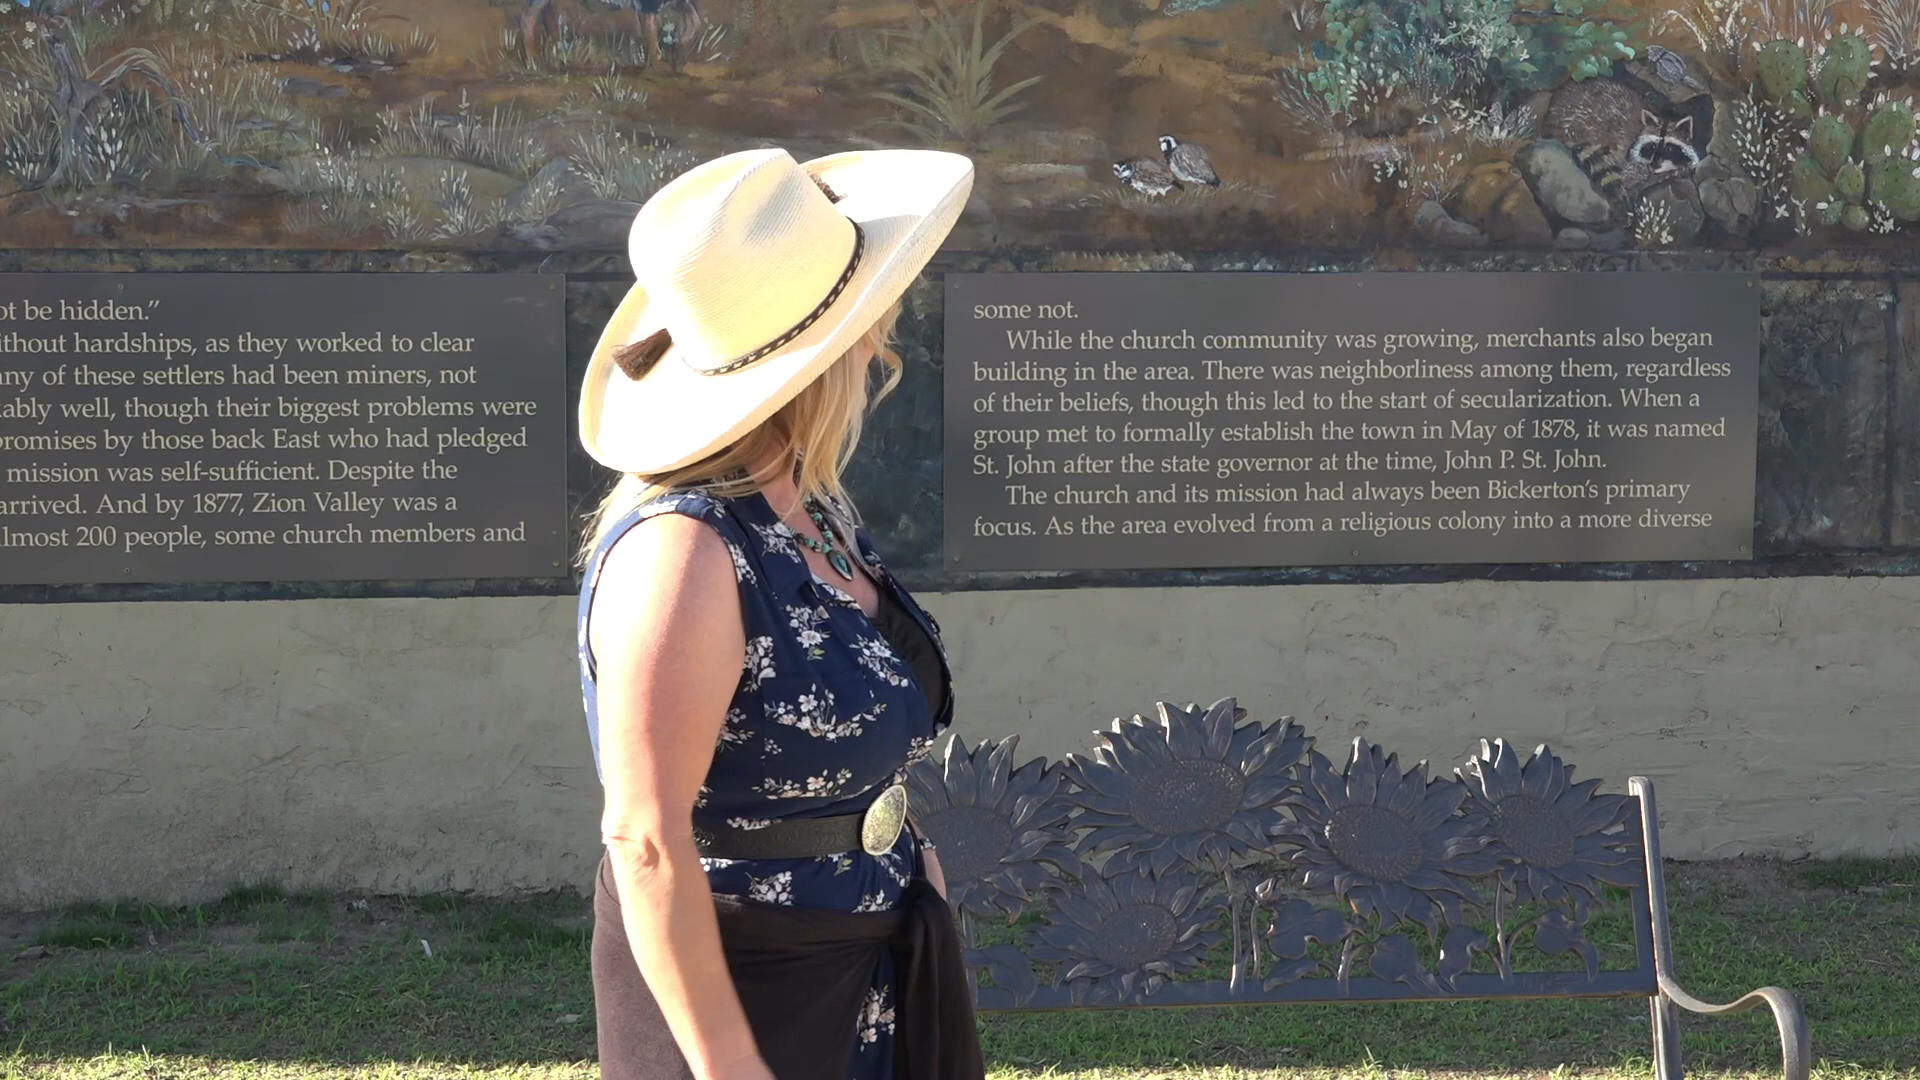 ot be hidden.”
ithout hardships, as they worked to clear
any of these settlers had been miners, not
ably well, though their biggest problems were
promises by those back East who had pledged
mission was self-sufficient. Despite the
arrived. And by 1877, Zion Valley was a
almost 200 people, some church members and
some not.
While the church community was growing, merchants also began
building in the area. There was neighborliness among them, regardless
of their beliefs, though this led to the start of secularization. When a
group met to formally establish the town in May of 1878, it was named
St. John after the state governor at the time, John P. St. John.
The church and its mission had always been Bickerton’s primary
focus. As the area evolved from a religious colony into a more diverse